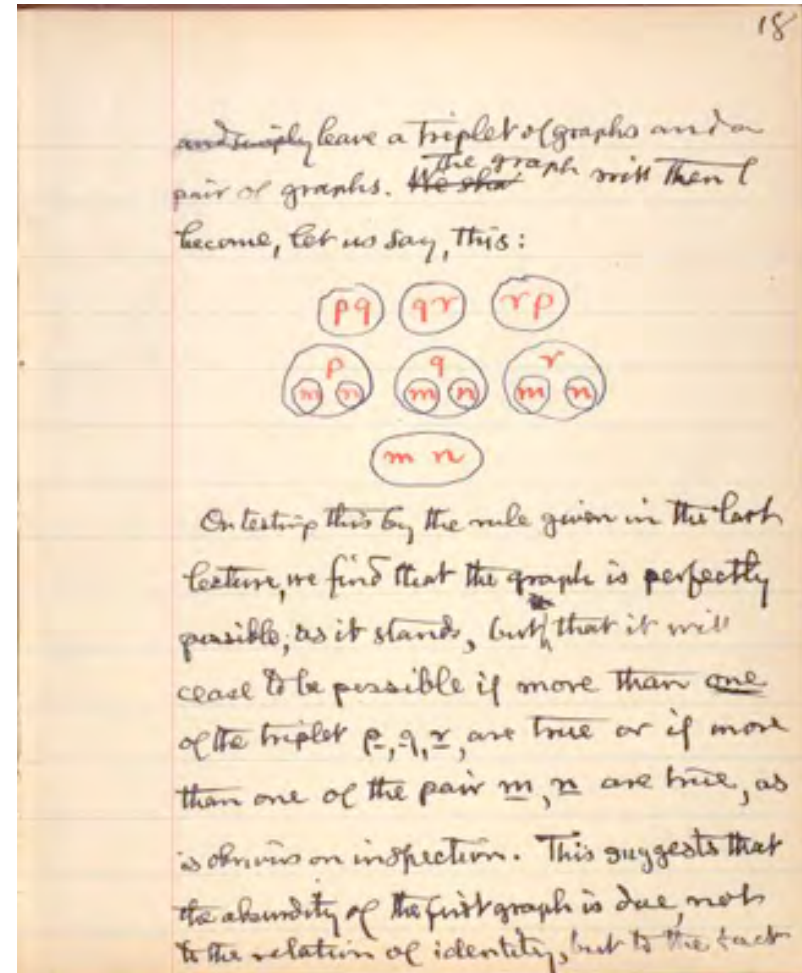 18
and simply leave a triplet of graphs and a
pair of graphs. We sha the graph will then
become, let us say, this:
pq qr rp
p q r
m n m n m n
m n
On testing this by the rule given in the last
lecture, we find that the graph is perfectly
possible, as it stands, but that it will
cease to be possible if more than one
of the triplet p, q, r, are true or if more
than one of the pair m, n are true, as
is obvious on inspection. This suggests that
the absurdity of the first graph is due, not
to the relation of identity, but to the fact